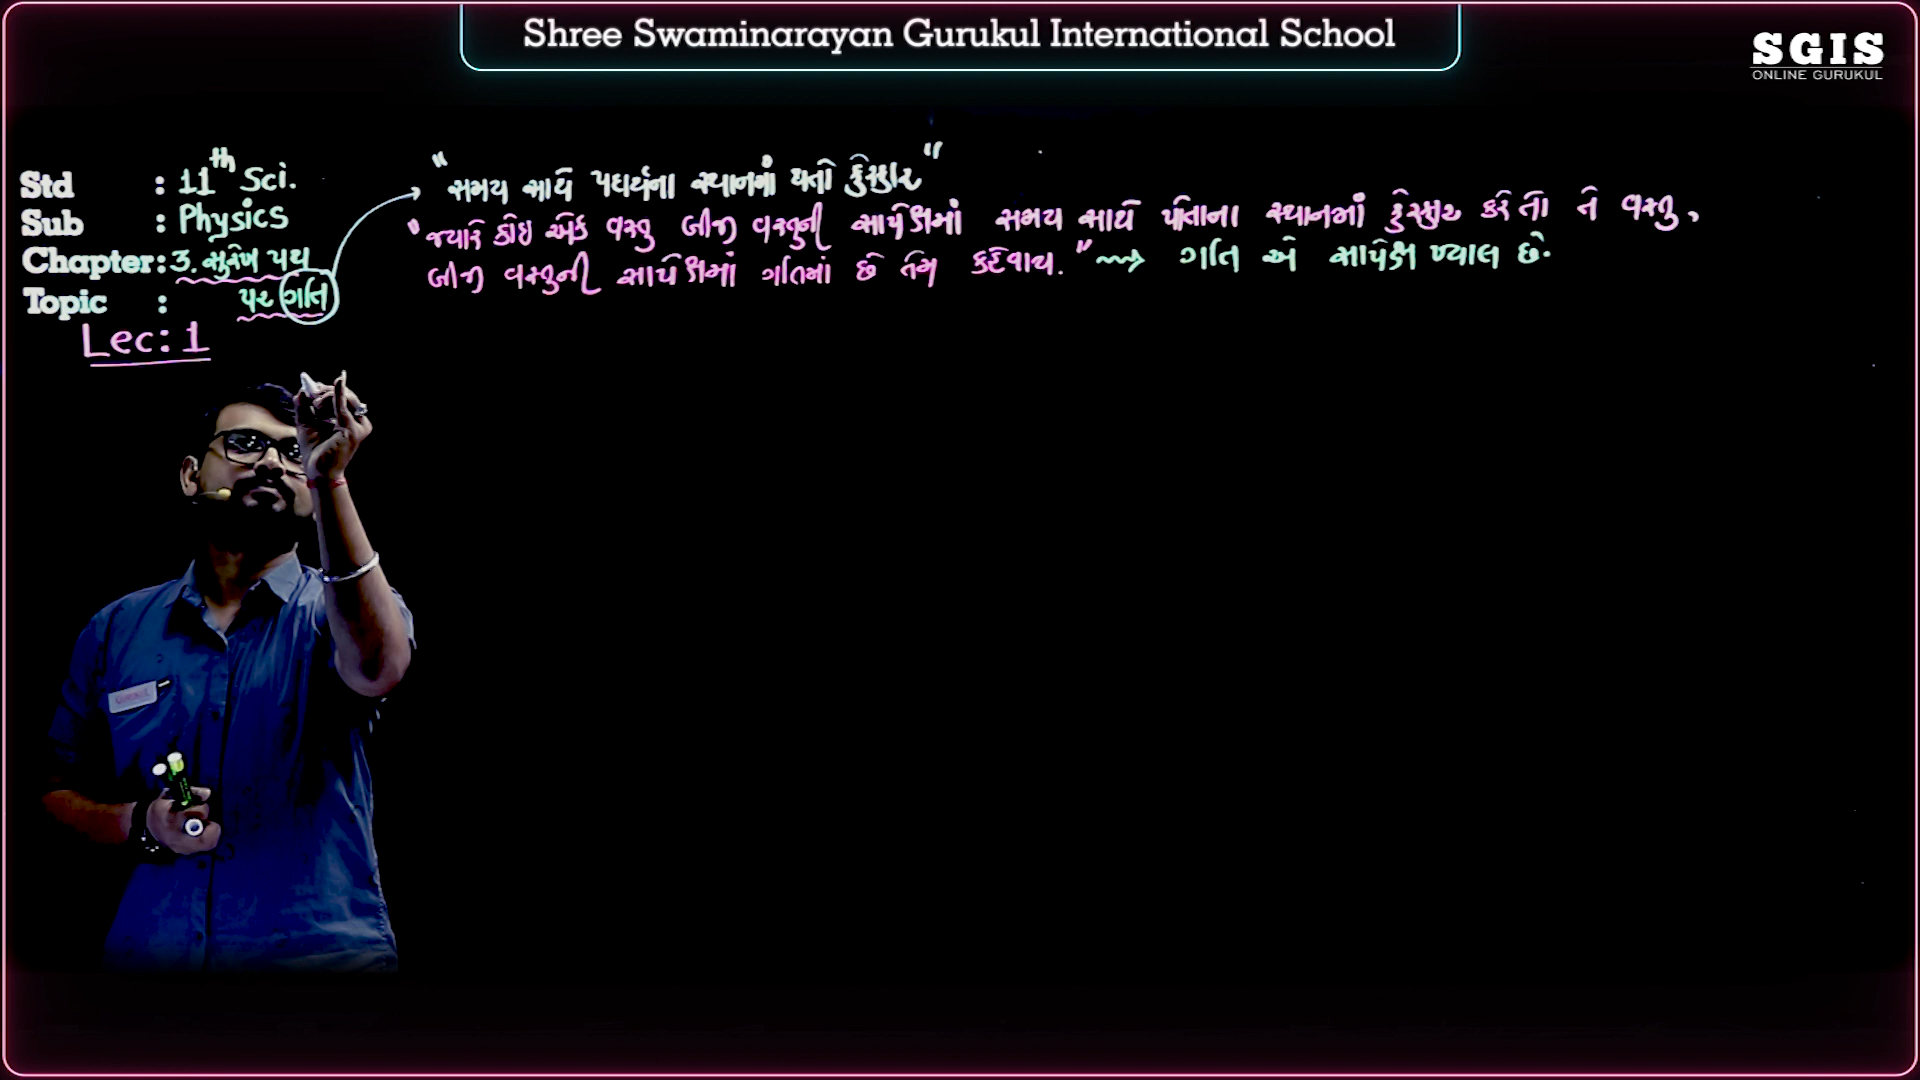 Shree Swaminarayan Gurukul International School
SGIS
ONLINE GURUKUL
Std : 11th Sci.
Sub : Physics
Chapter: 3. સુરેખ પથ
Topic : પર ગતિ
Lec: 1
"સમય સાથે પદાર્થના સ્થાનમાં થતો ફેરફાર"
"જ્યારે કોઇ એક વસ્તુ બીજી વસ્તુની સાપેક્ષમાં સમય સાથે પોતાના સ્થાનમાં ફેરફાર કરે તો તે વસ્તુ,
બીજી વસ્તુની સાપેક્ષમાં ગતિમાં છે તેમ કહેવાય." ગતિ એ સાપેક્ષ ખ્યાલ છે.